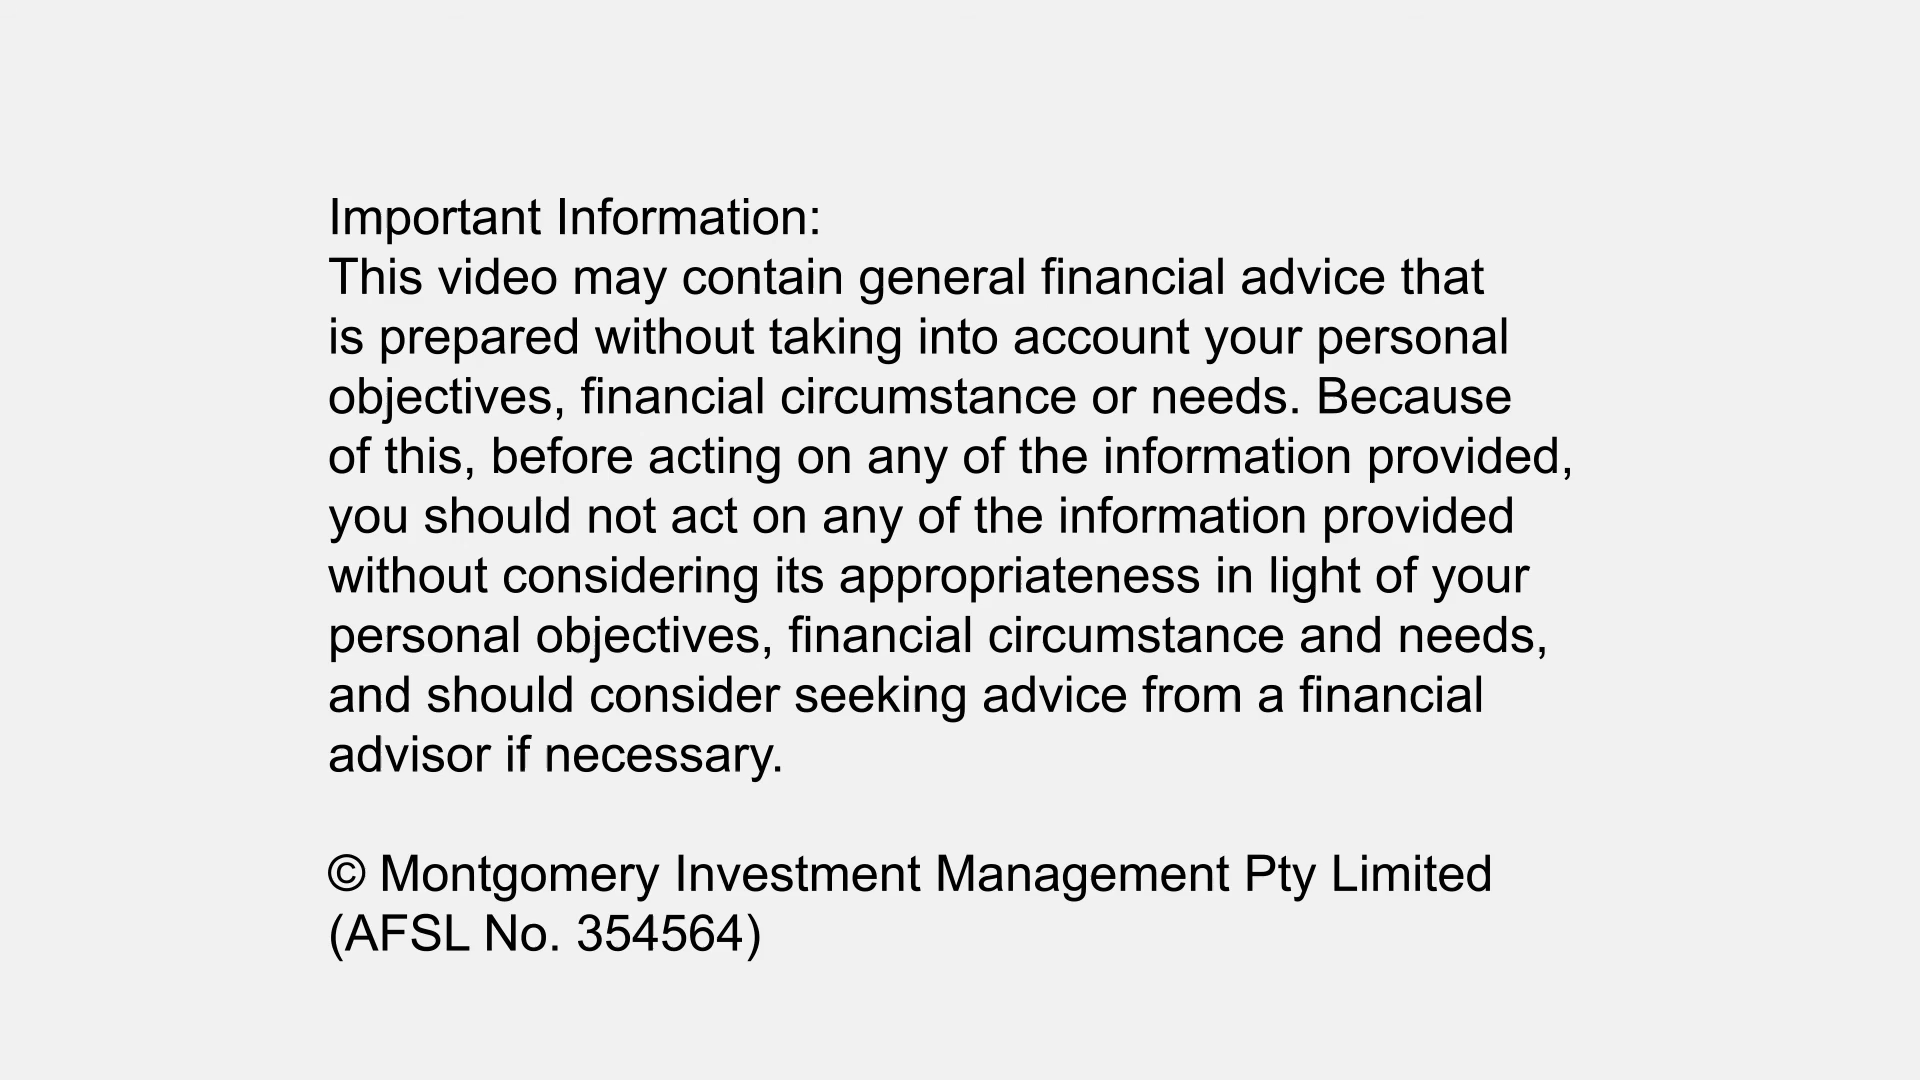 Important Information:
This video may contain general financial advice that
is prepared without taking into account your personal
objectives, financial circumstance or needs. Because
of this, before acting on any of the information provided,
you should not act on any of the information provided
without considering its appropriateness in light of your
personal objectives, financial circumstance and needs,
and should consider seeking advice from a financial
advisor if necessary.
© Montgomery Investment Management Pty Limited
(AFSL No. 354564)